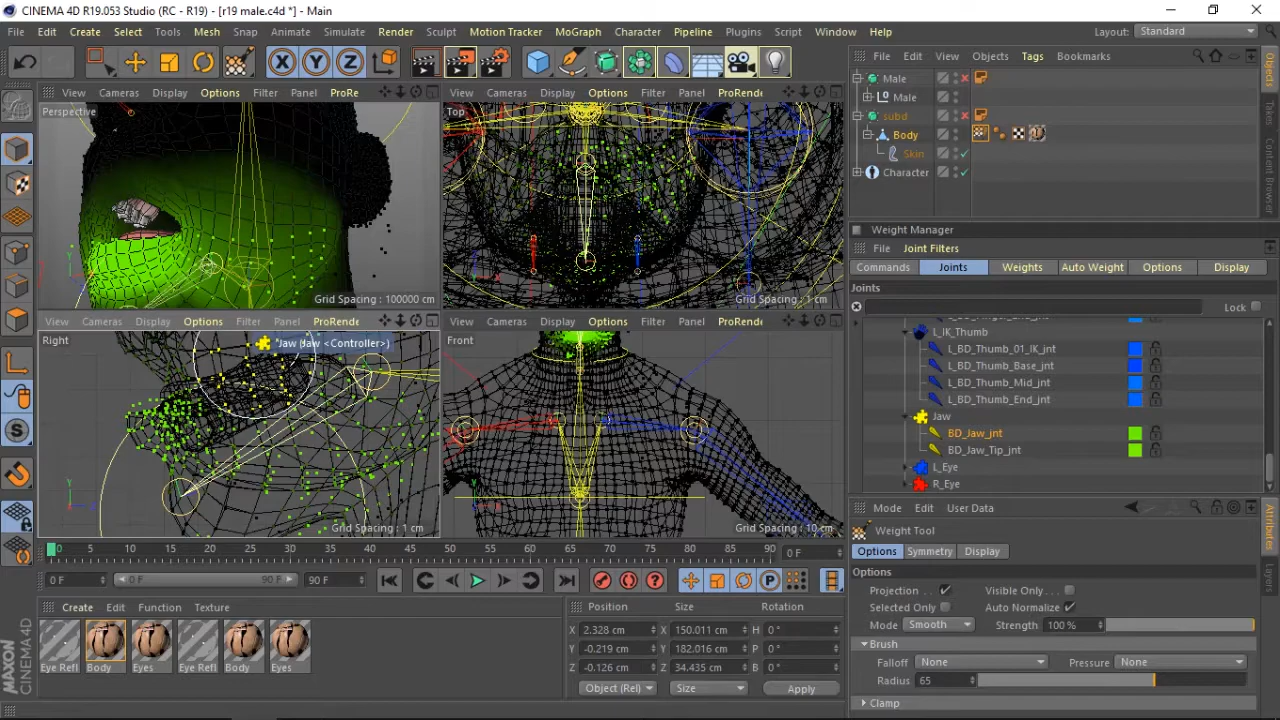 CINEMA 4D R19.053 Studio (RC - R19) - [r19 male.c4d *] - Main
File Edit Create Select Tools Mesh Snap Animate Simulate Render Sculpt Motion Tracker MoGraph Character Pipeline Plugins Script Window Help
Layout: Standard
X Y Z
File Edit View Objects Tags Bookmarks
Objects
Takes
Content Browser
Male
Male
subd
Body
Skin
Character
View Cameras Display Options Filter Panel ProRe
Perspective
Grid Spacing : 100000 cm
View Cameras Display Options Filter Panel ProRende
Top
Grid Spacing : 1 cm
View Cameras Display Options Filter Panel ProRende
Right
"Jaw (Jaw <Controller>)
Grid Spacing : 1 cm
View Cameras Display Options Filter Panel ProRende
Front
Grid Spacing : 10 cm
Weight Manager
File Joint Filters
Commands Joints Weights Auto Weight Options Display
Joints
Lock
L_IK_Thumb
L_BD_Thumb_01_IK_jnt
L_BD_Thumb_Base_jnt
L_BD_Thumb_Mid_jnt
L_BD_Thumb_End_jnt
Jaw
BD_Jaw_jnt
BD_Jaw_Tip_jnt
L_Eye
R_Eye
Mode Edit User Data
Attributes
Layers
Weight Tool
Options Symmetry Display
Options
Projection . . Visible Only . .
Selected Only Auto Normalize
Mode Smooth Strength 100 %
Brush
Falloff None Pressure None
Radius 65
Clamp
0 5 10 15 20 25 30 35 40 45 50 55 60 65 70 75 80 85 90
0 F
0 F 0 F 90 F 90 F
Create Edit Function Texture
Eye Refl Body Eyes Eye Refl Body Eyes
Position Size Rotation
X 2.328 cm X 150.011 cm H 0 °
Y -0.219 cm Y 182.016 cm P 0 °
Z -0.126 cm Z 34.435 cm B 0 °
Object (Rel) Size Apply
MAXON
CINEMA 4D